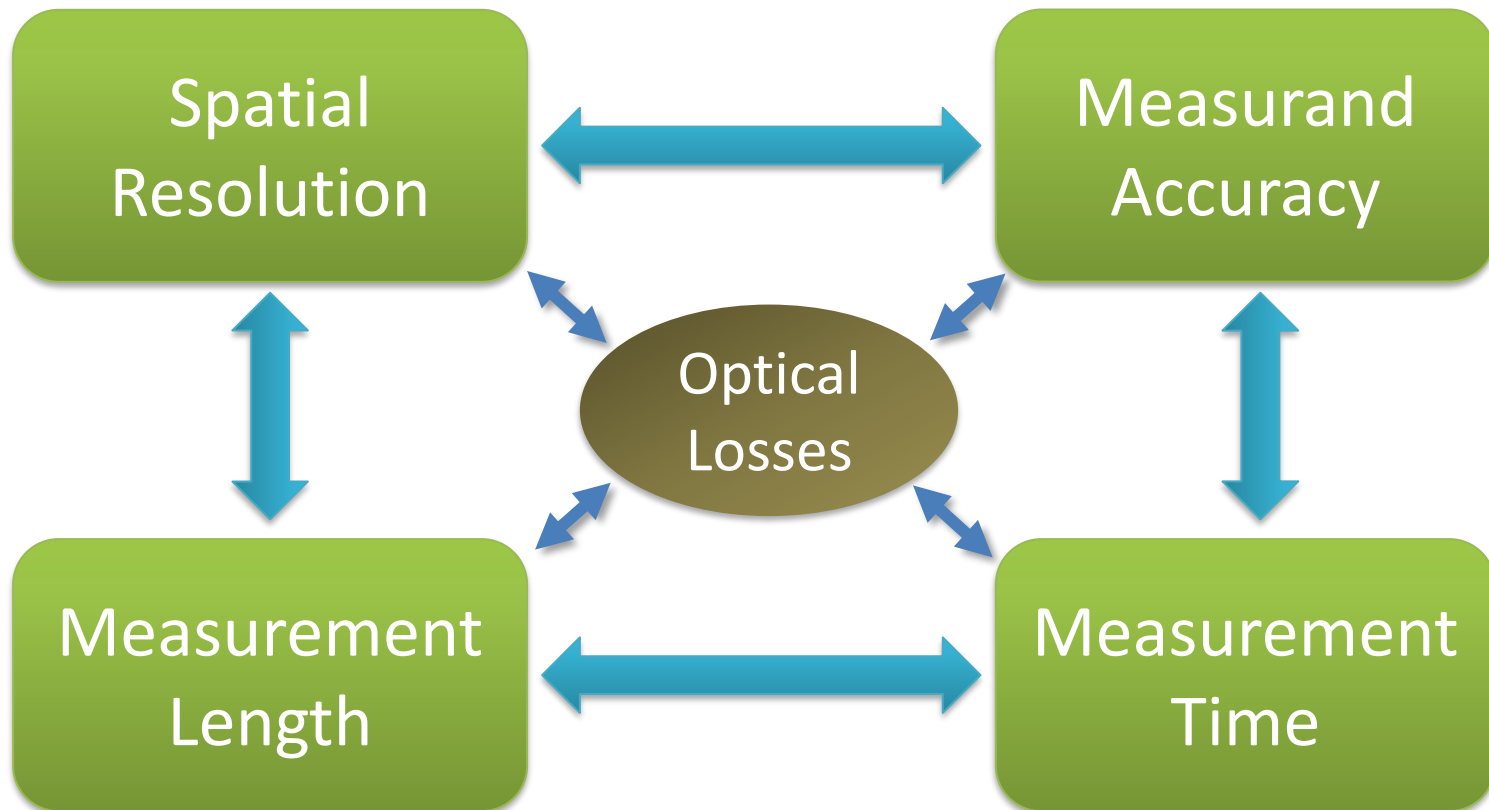 Spatial
Resolution
Measurand
Accuracy
Optical
Losses
Measurement
Length
Measurement
Time